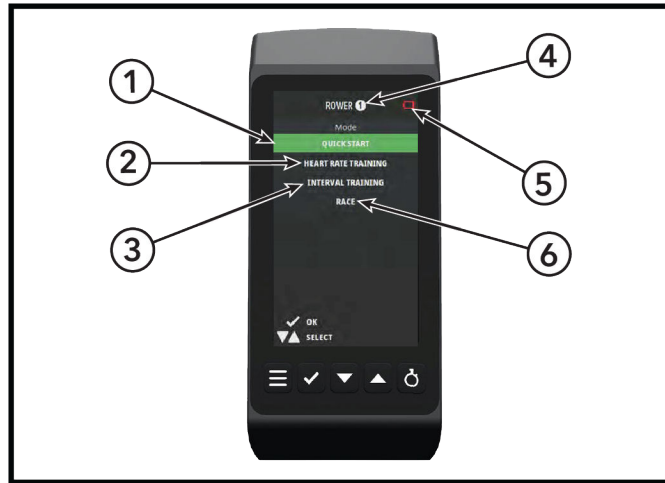 ROWER 1
Mode
QUICK START
HEART RATE TRAINING
INTERVAL TRAINING
RACE
OK
SELECT
1
2
3
4
5
6